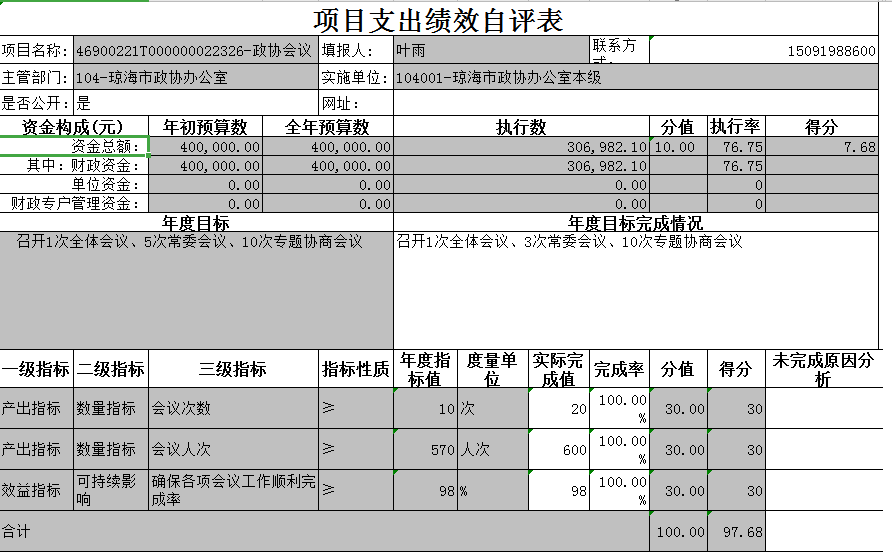 项目支出绩效自评表
项目名称: 46900221T000000022326-政协会议 填报人: 叶雨 联系方 15091988600
主管部门: 104-琼海市政协办公室 实施单位: 104001-琼海市政协办公室本级
是否公开: 是 网址:
资金构成(元) 年初预算数 全年预算数 执行数 分值 执行率 得分
资金总额: 400,000.00 400,000.00 306,982.10 10.00 76.75 7.68
其中: 财政资金: 400,000.00 400,000.00 306,982.10 76.75
单位资金: 0.00 0.00 0.00 0
财政专户管理资金: 0.00 0.00 0.00 0
年度目标 年度目标完成情况
召开1次全体会议、5次常委会议、10次专题协商会议 召开1次全体会议、3次常委会议、10次专题协商会议
一级指标 二级指标 三级指标 指标性质 年度指标值 度量单位 实际完成值 完成率 分值 得分 未完成原因分析
产出指标 数量指标 会议次数 ≥ 10 次 20 100.00% 30.00 30
产出指标 数量指标 会议人次 ≥ 570 人次 600 100.00% 30.00 30
效益指标 可持续影响 确保各项会议工作顺利完成率 ≥ 98 % 98 100.00% 30.00 30
合计 100.00 97.68